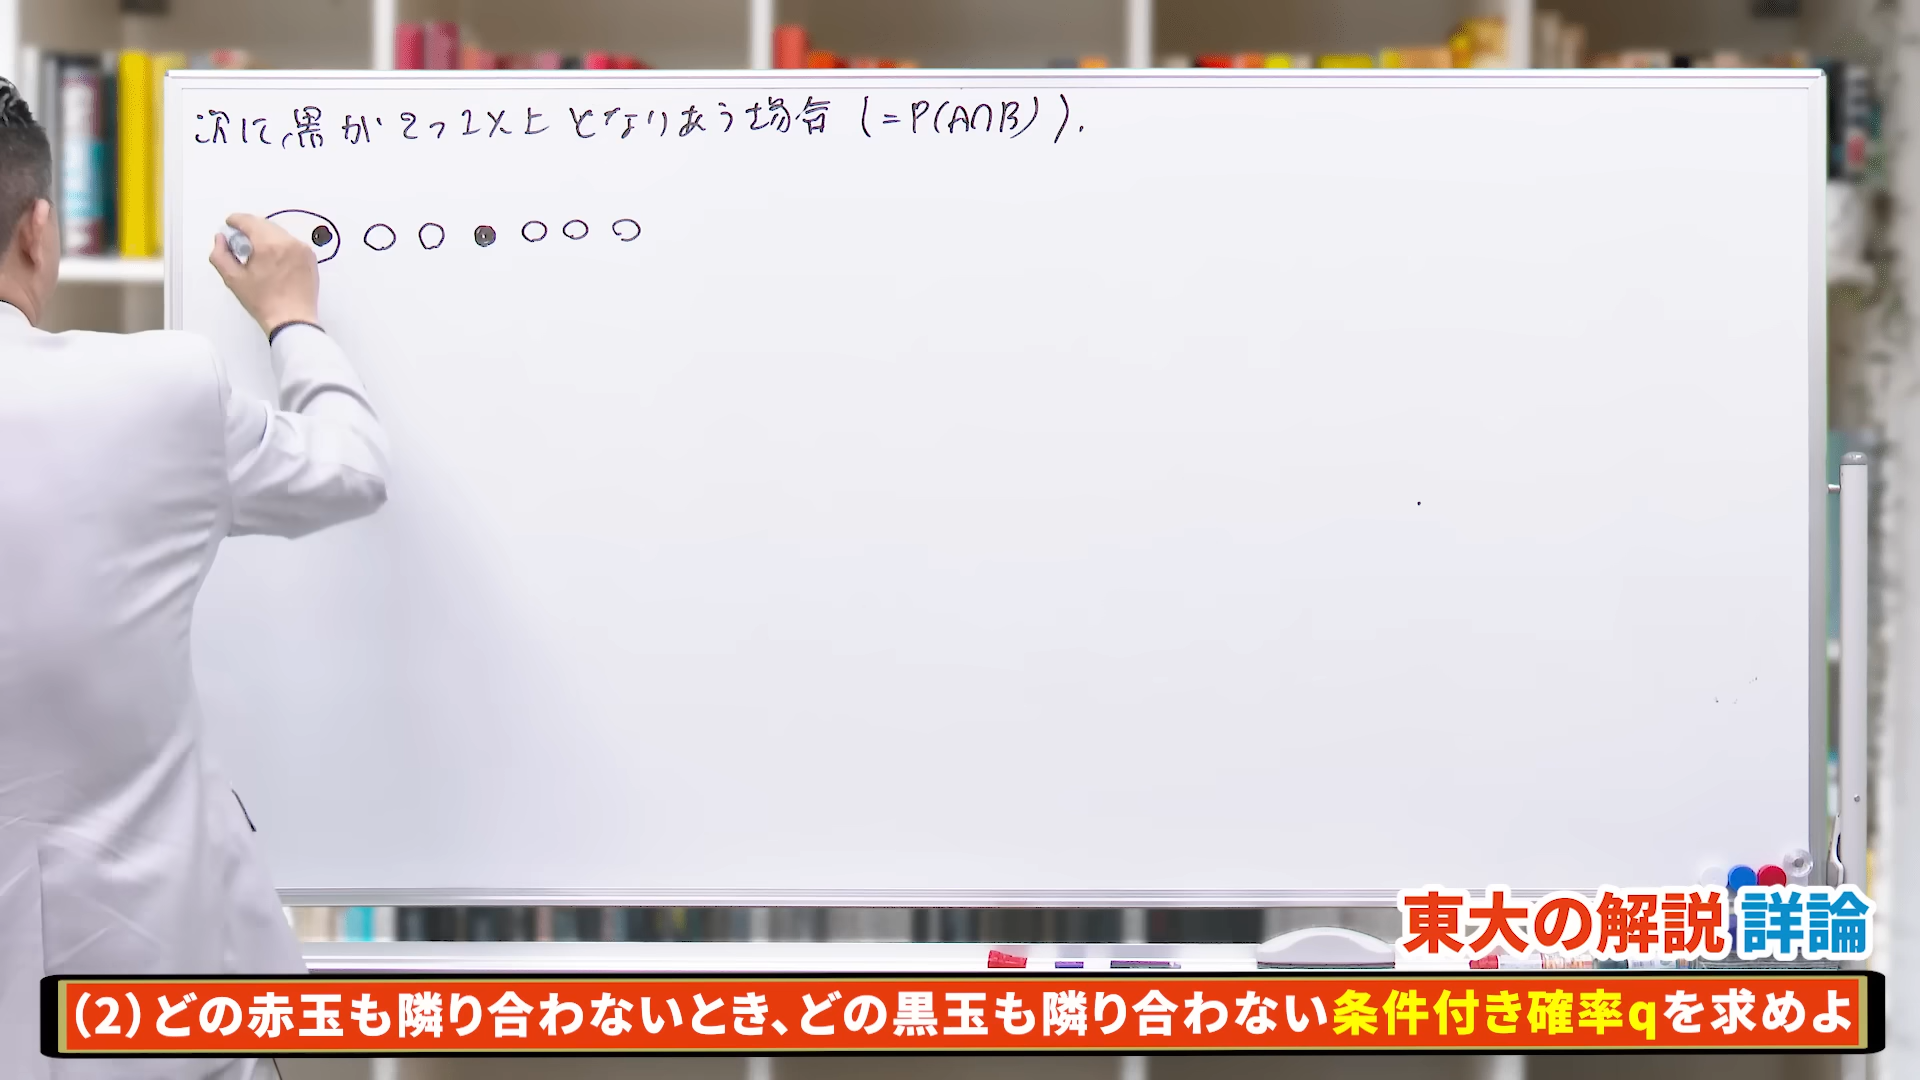 次に、黒が2つ以上となりあう場合 (=P(A∩B)).
東大の解説 詳論
(2)どの赤玉も隣り合わないとき、どの黒玉も隣り合わない条件付き確率qを求めよ